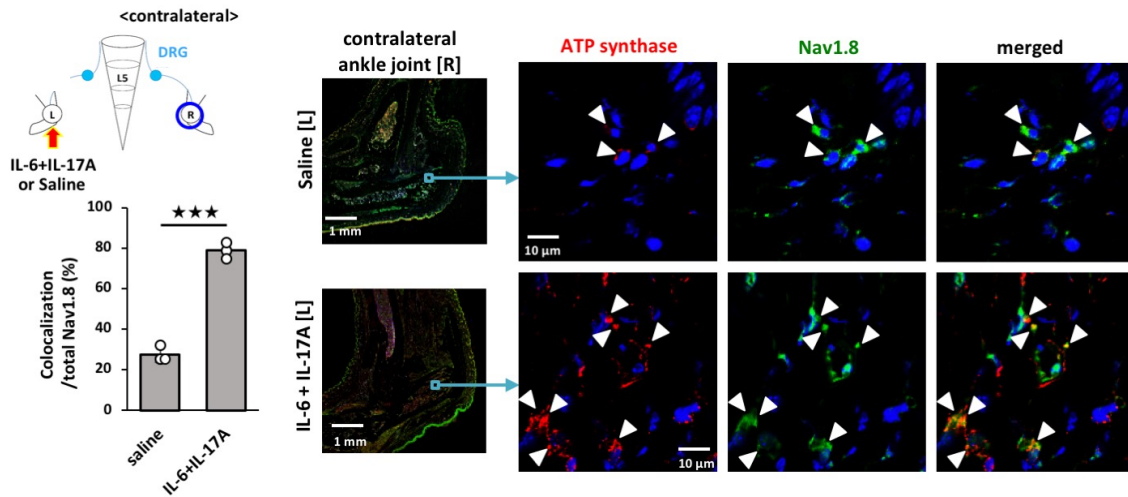 <contralateral>
DRG
L5
L
R
IL-6+IL-17A
or Saline
100
80
60
40
20
0
★★★
Colocalization
/total Nav1.8 (%)
saline
IL-6+IL-17A
contralateral
ankle joint [R]
ATP synthase
Nav1.8
merged
Saline [L]
1 mm
10 μm
IL-6 + IL-17A [L]
1 mm
10 μm